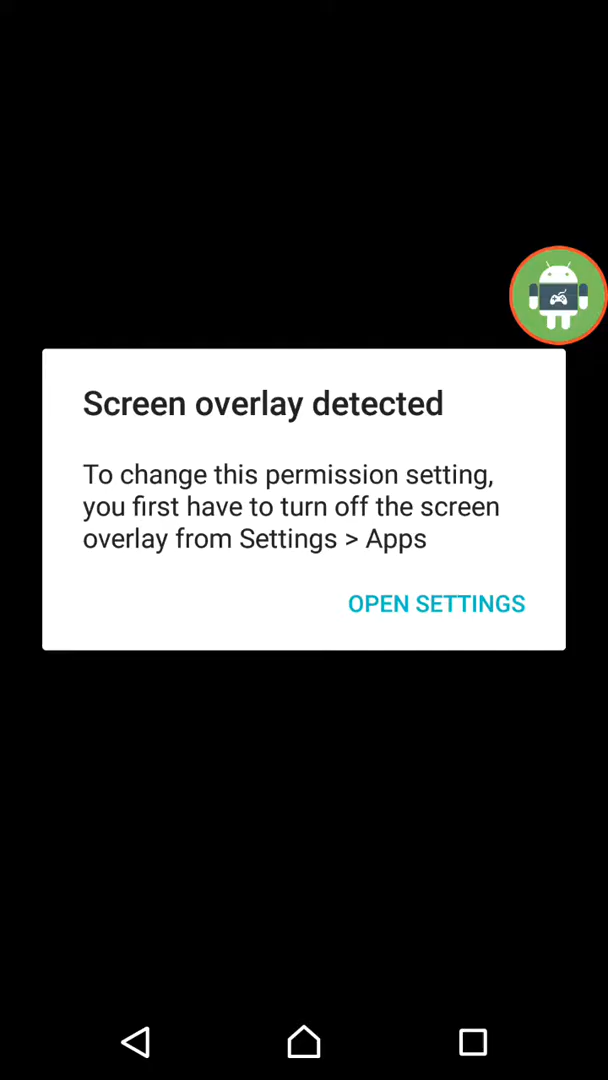 Screen overlay detected
To change this permission setting,
you first have to turn off the screen
overlay from Settings > Apps
OPEN SETTINGS